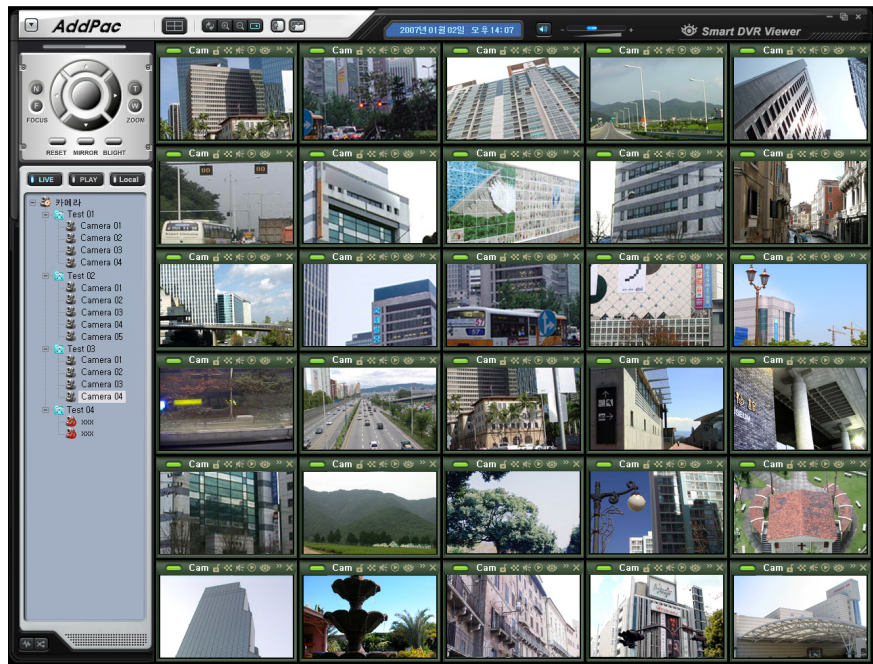 AddPac
2007년 01월 02일 오후 14:07
Smart DVR Viewer
N
T
F
W
FOCUS
ZOOM
RESET MIRROR BLIGHT
LIVE PLAY Local
카메라
Test 01
Camera 01
Camera 02
Camera 03
Camera 04
Test 02
Camera 01
Camera 02
Camera 03
Camera 04
Camera 05
Test 03
Camera 01
Camera 02
Camera 03
Camera 04
Test 04
xxx
xxx
Cam Cam Cam Cam Cam
Cam Cam Cam Cam Cam
Cam Cam Cam Cam Cam
57
Cam Cam Cam Cam Cam
Cam Cam Cam Cam Cam
Cam Cam Cam Cam Cam